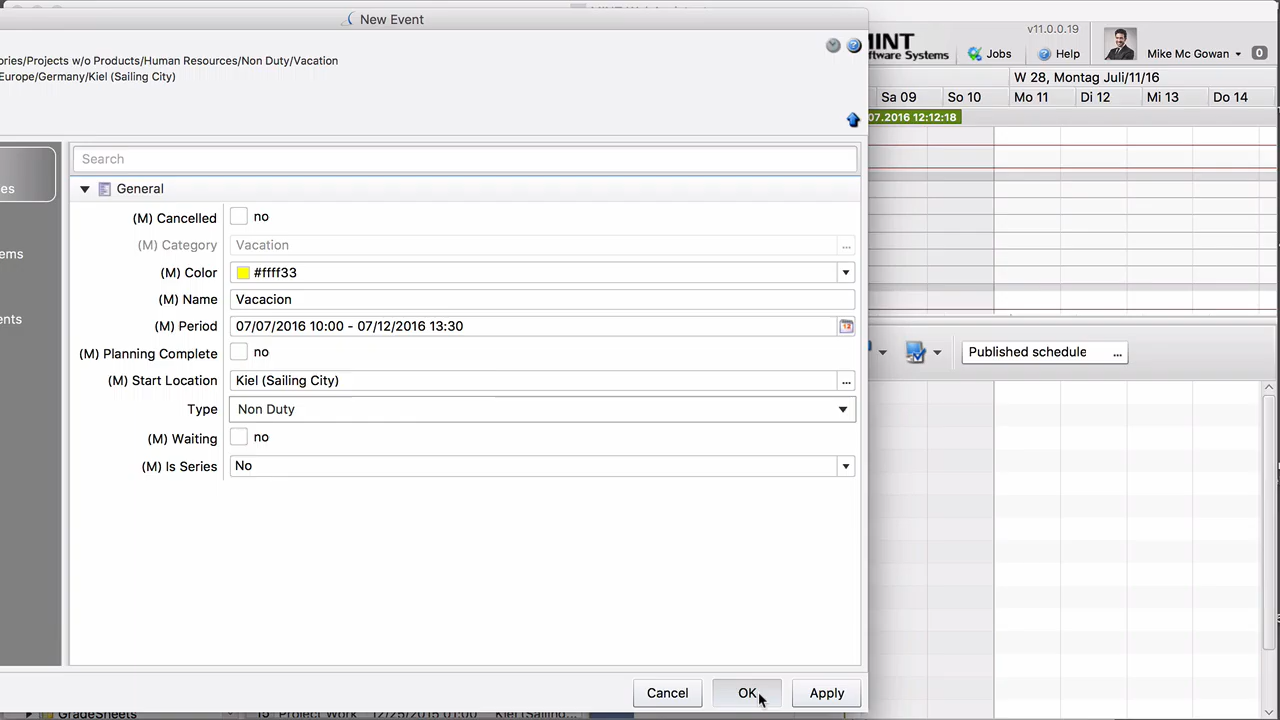 New Event
ories/Projects w/o Products/Human Resources/Non Duty/Vacation
Europe/Germany/Kiel (Sailing City)
es
ems
ents
Search
General
(M) Cancelled no
(M) Category Vacation ...
(M) Color #ffff33
(M) Name Vacacion
(M) Period 07/07/2016 10:00 - 07/12/2016 13:30
12
(M) Planning Complete no
(M) Start Location Kiel (Sailing City) ...
Type Non Duty
(M) Waiting no
(M) Is Series No
Cancel OK Apply
MINT
Software Systems
Jobs
v11.0.0.19
Help
Mike Mc Gowan
0
W 28, Montag Juli/11/16
Sa 09 So 10 Mo 11 Di 12 Mi 13 Do 14
07.2016 12:12:18
Published schedule ...
GradeSheets 15 Project Work 12/25/2015 01:00 Kiel (Sailing...